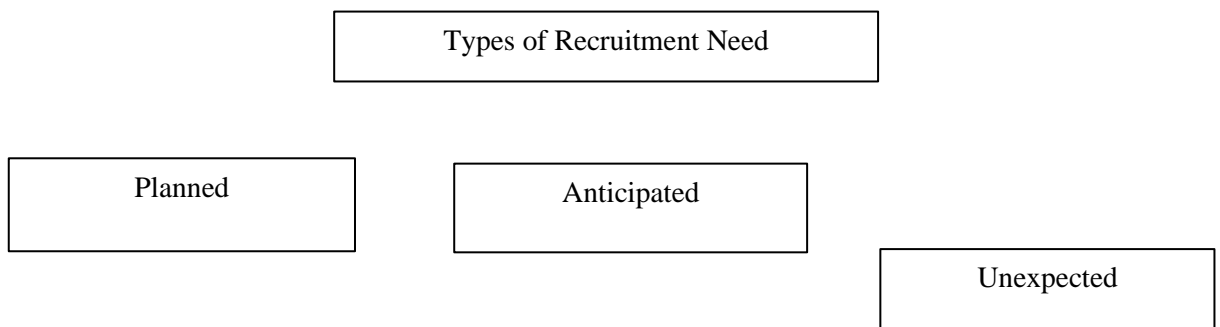 Types of Recruitment Need
Planned
Anticipated
Unexpected